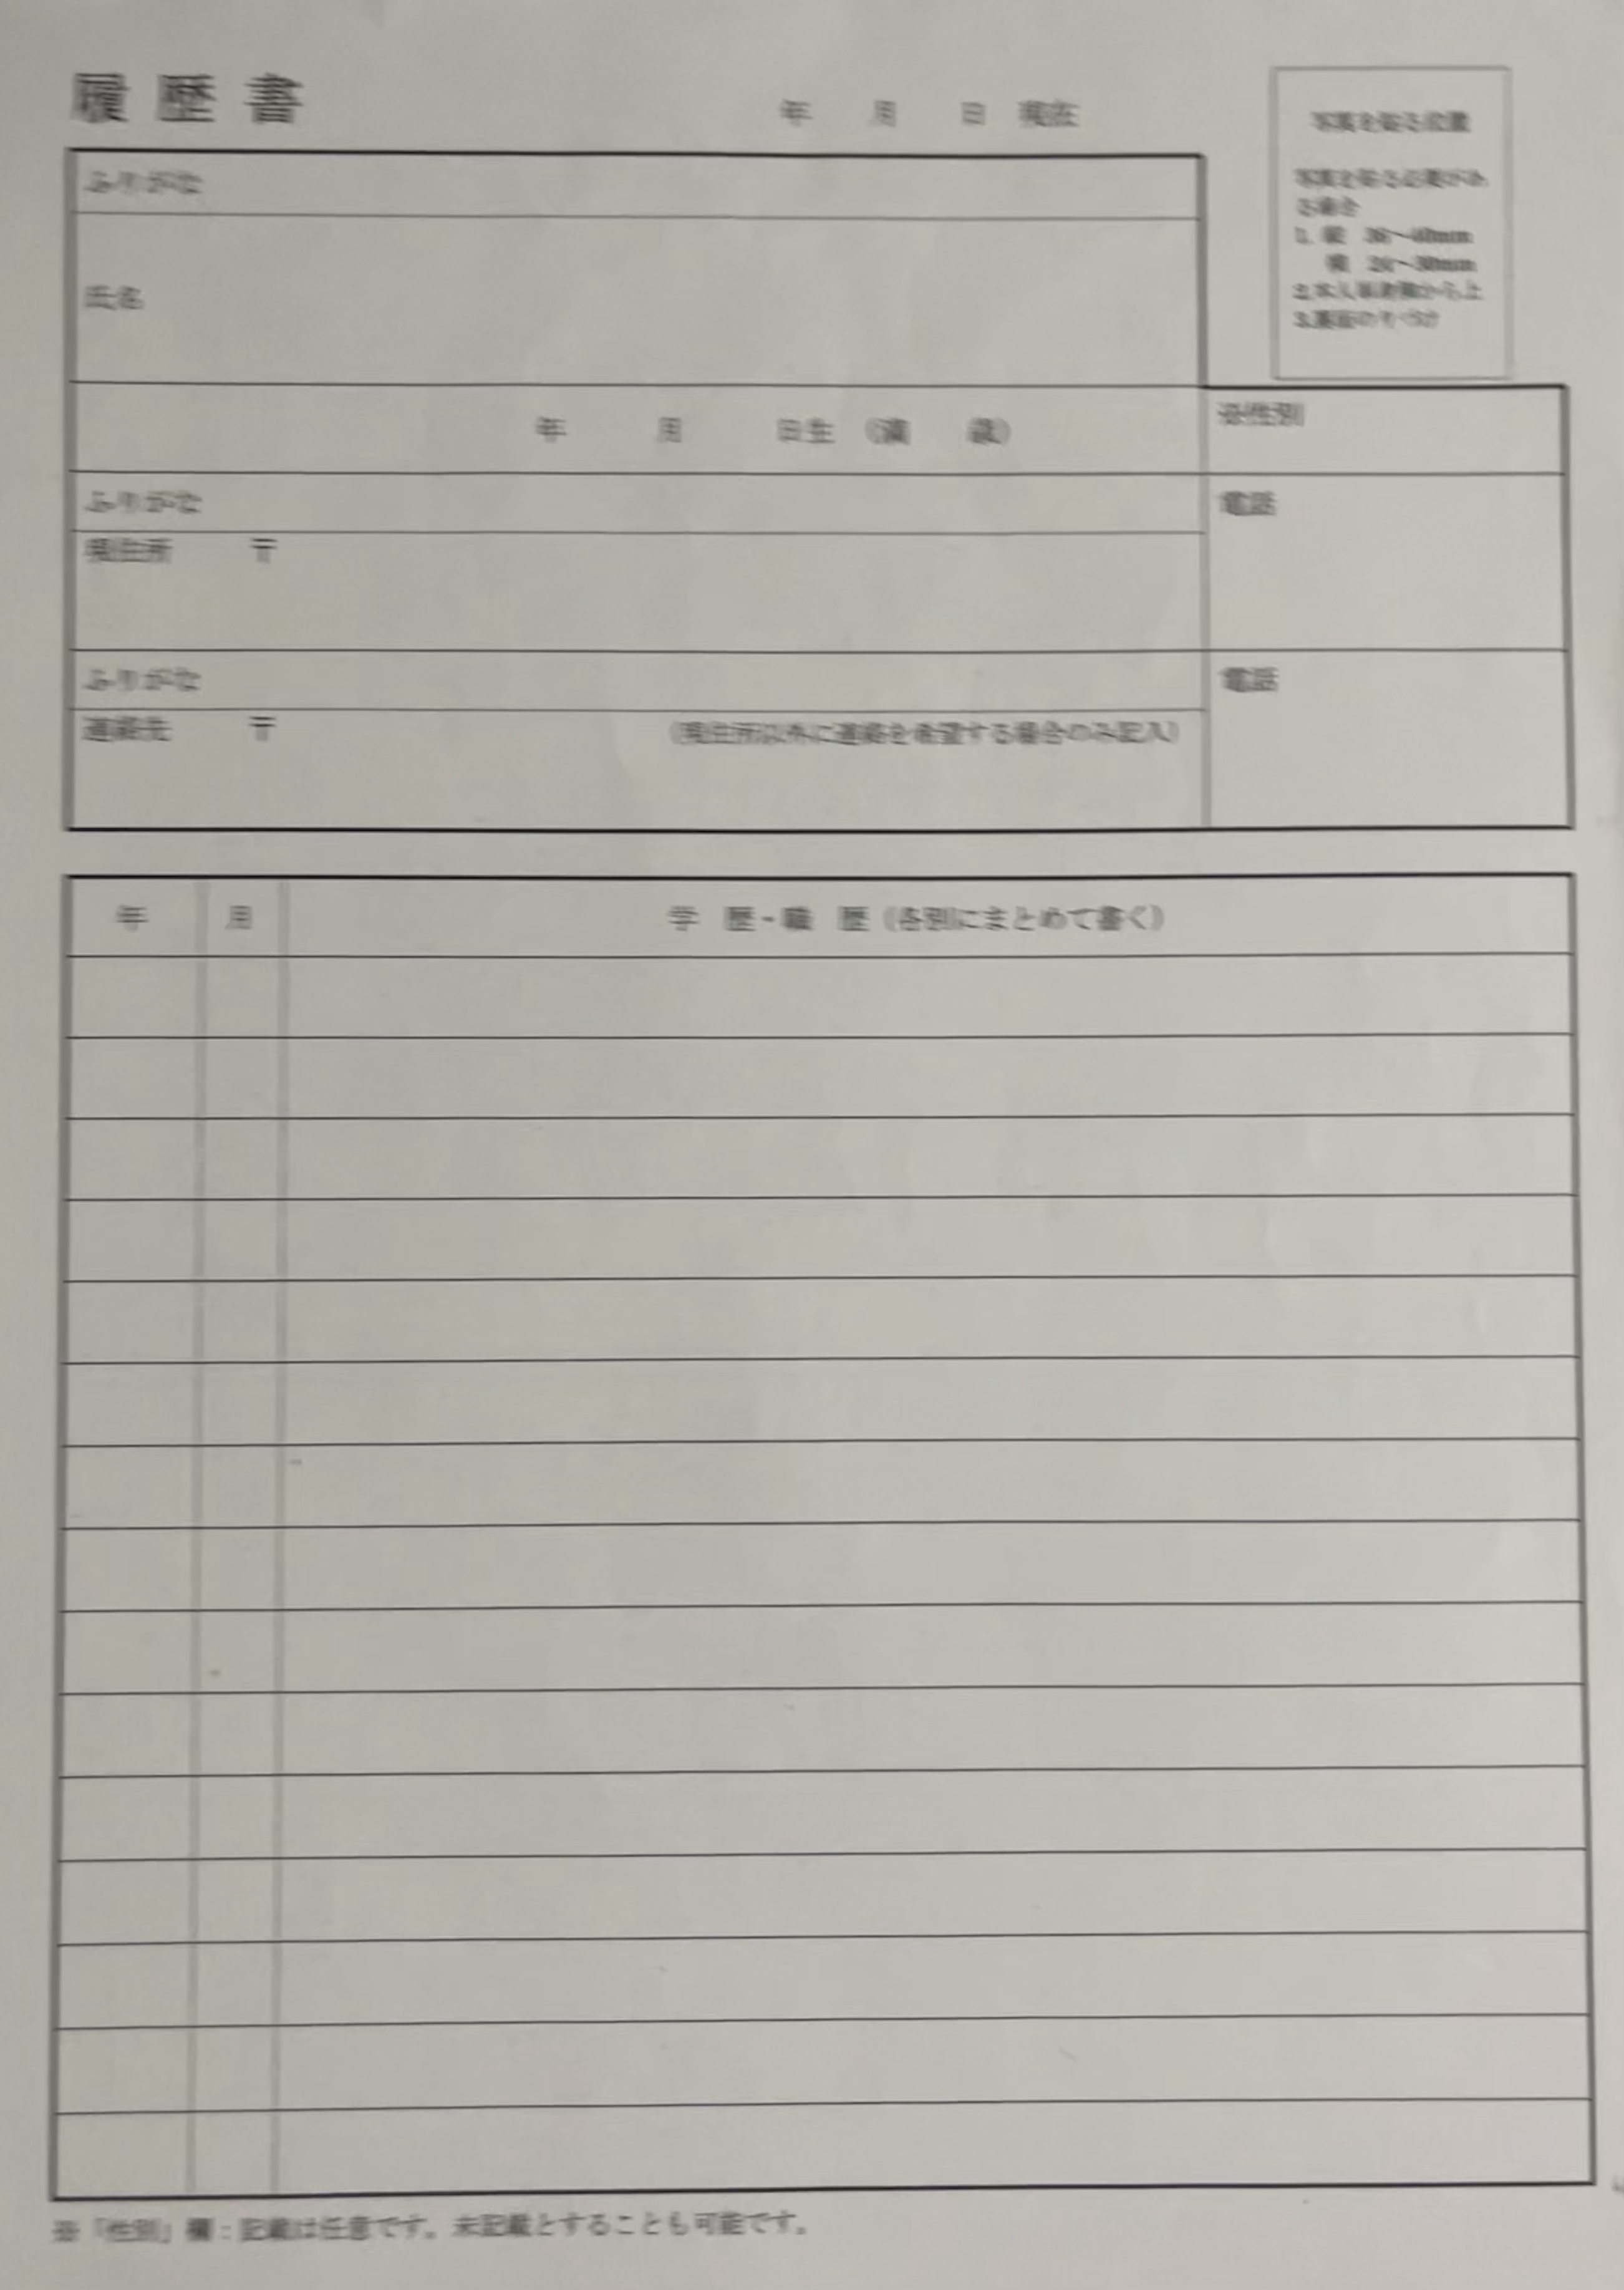 履歴書
年 月 日 現在
写真を貼る位置
写真を貼る必要があ
る場合
1. 縦 36～40mm
横 24～30mm
2.本人単身胸から上
3.裏面のりづけ
ふりがな
氏名
年 月 日生 (満 歳)
※性別
ふりがな
電話
現住所 〒
ふりがな
電話
連絡先 〒 (現住所以外に連絡を希望する場合のみ記入)
年 月 学 歴・職 歴 (各別にまとめて書く)
※「性別」欄：記載は任意です。未記載とすることも可能です。